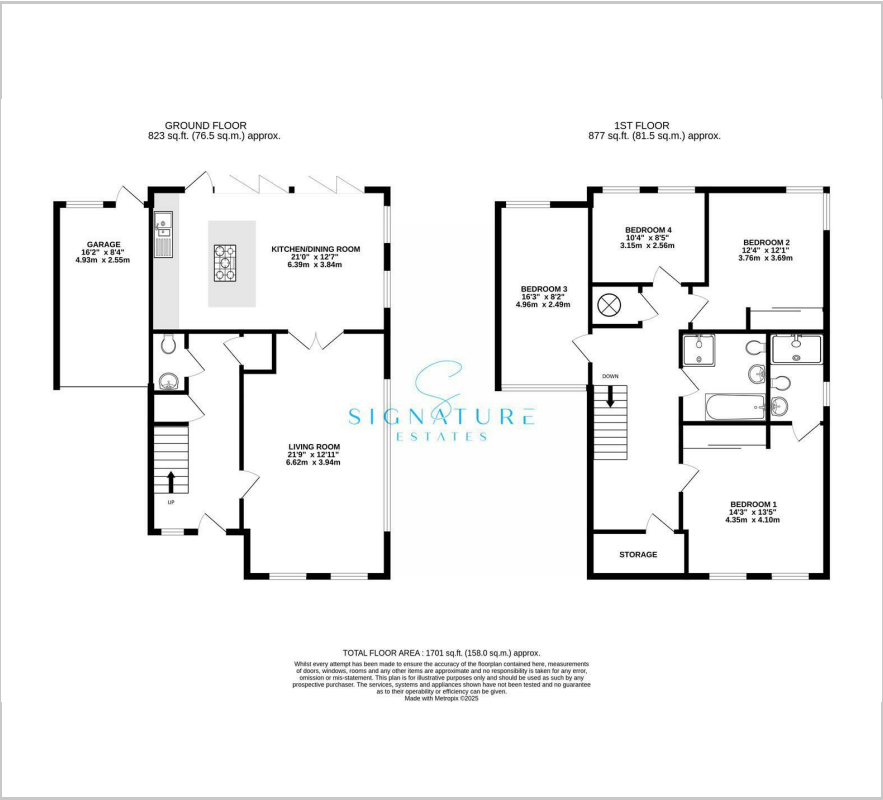 GROUND FLOOR
823 sq.ft. (76.5 sq.m.) approx.
GARAGE
16'2" x 8'4"
4.93m x 2.55m
KITCHEN/DINING ROOM
21'0" x 12'7"
6.39m x 3.84m
UP
LIVING ROOM
21'9" x 12'11"
6.62m x 3.94m
SIGNATURE
ESTATES
1ST FLOOR
877 sq.ft. (81.5 sq.m.) approx.
BEDROOM 4
10'4" x 8'5"
3.15m x 2.56m
BEDROOM 2
12'4" x 12'1"
3.76m x 3.69m
BEDROOM 3
16'3" x 8'2"
4.96m x 2.49m
DOWN
BEDROOM 1
14'3" x 13'5"
4.35m x 4.10m
STORAGE
TOTAL FLOOR AREA : 1701 sq.ft. (158.0 sq.m.) approx.
Whilst every attempt has been made to ensure the accuracy of the floorplan contained here, measurements
of doors, windows, rooms and any other items are approximate and no responsibility is taken for any error,
omission or mis-statement. This plan is for illustrative purposes only and should be used as such by any
prospective purchaser. The services, systems and appliances shown have not been tested and no guarantee
as to their operability or efficiency can be given.
Made with Metropix ©2025